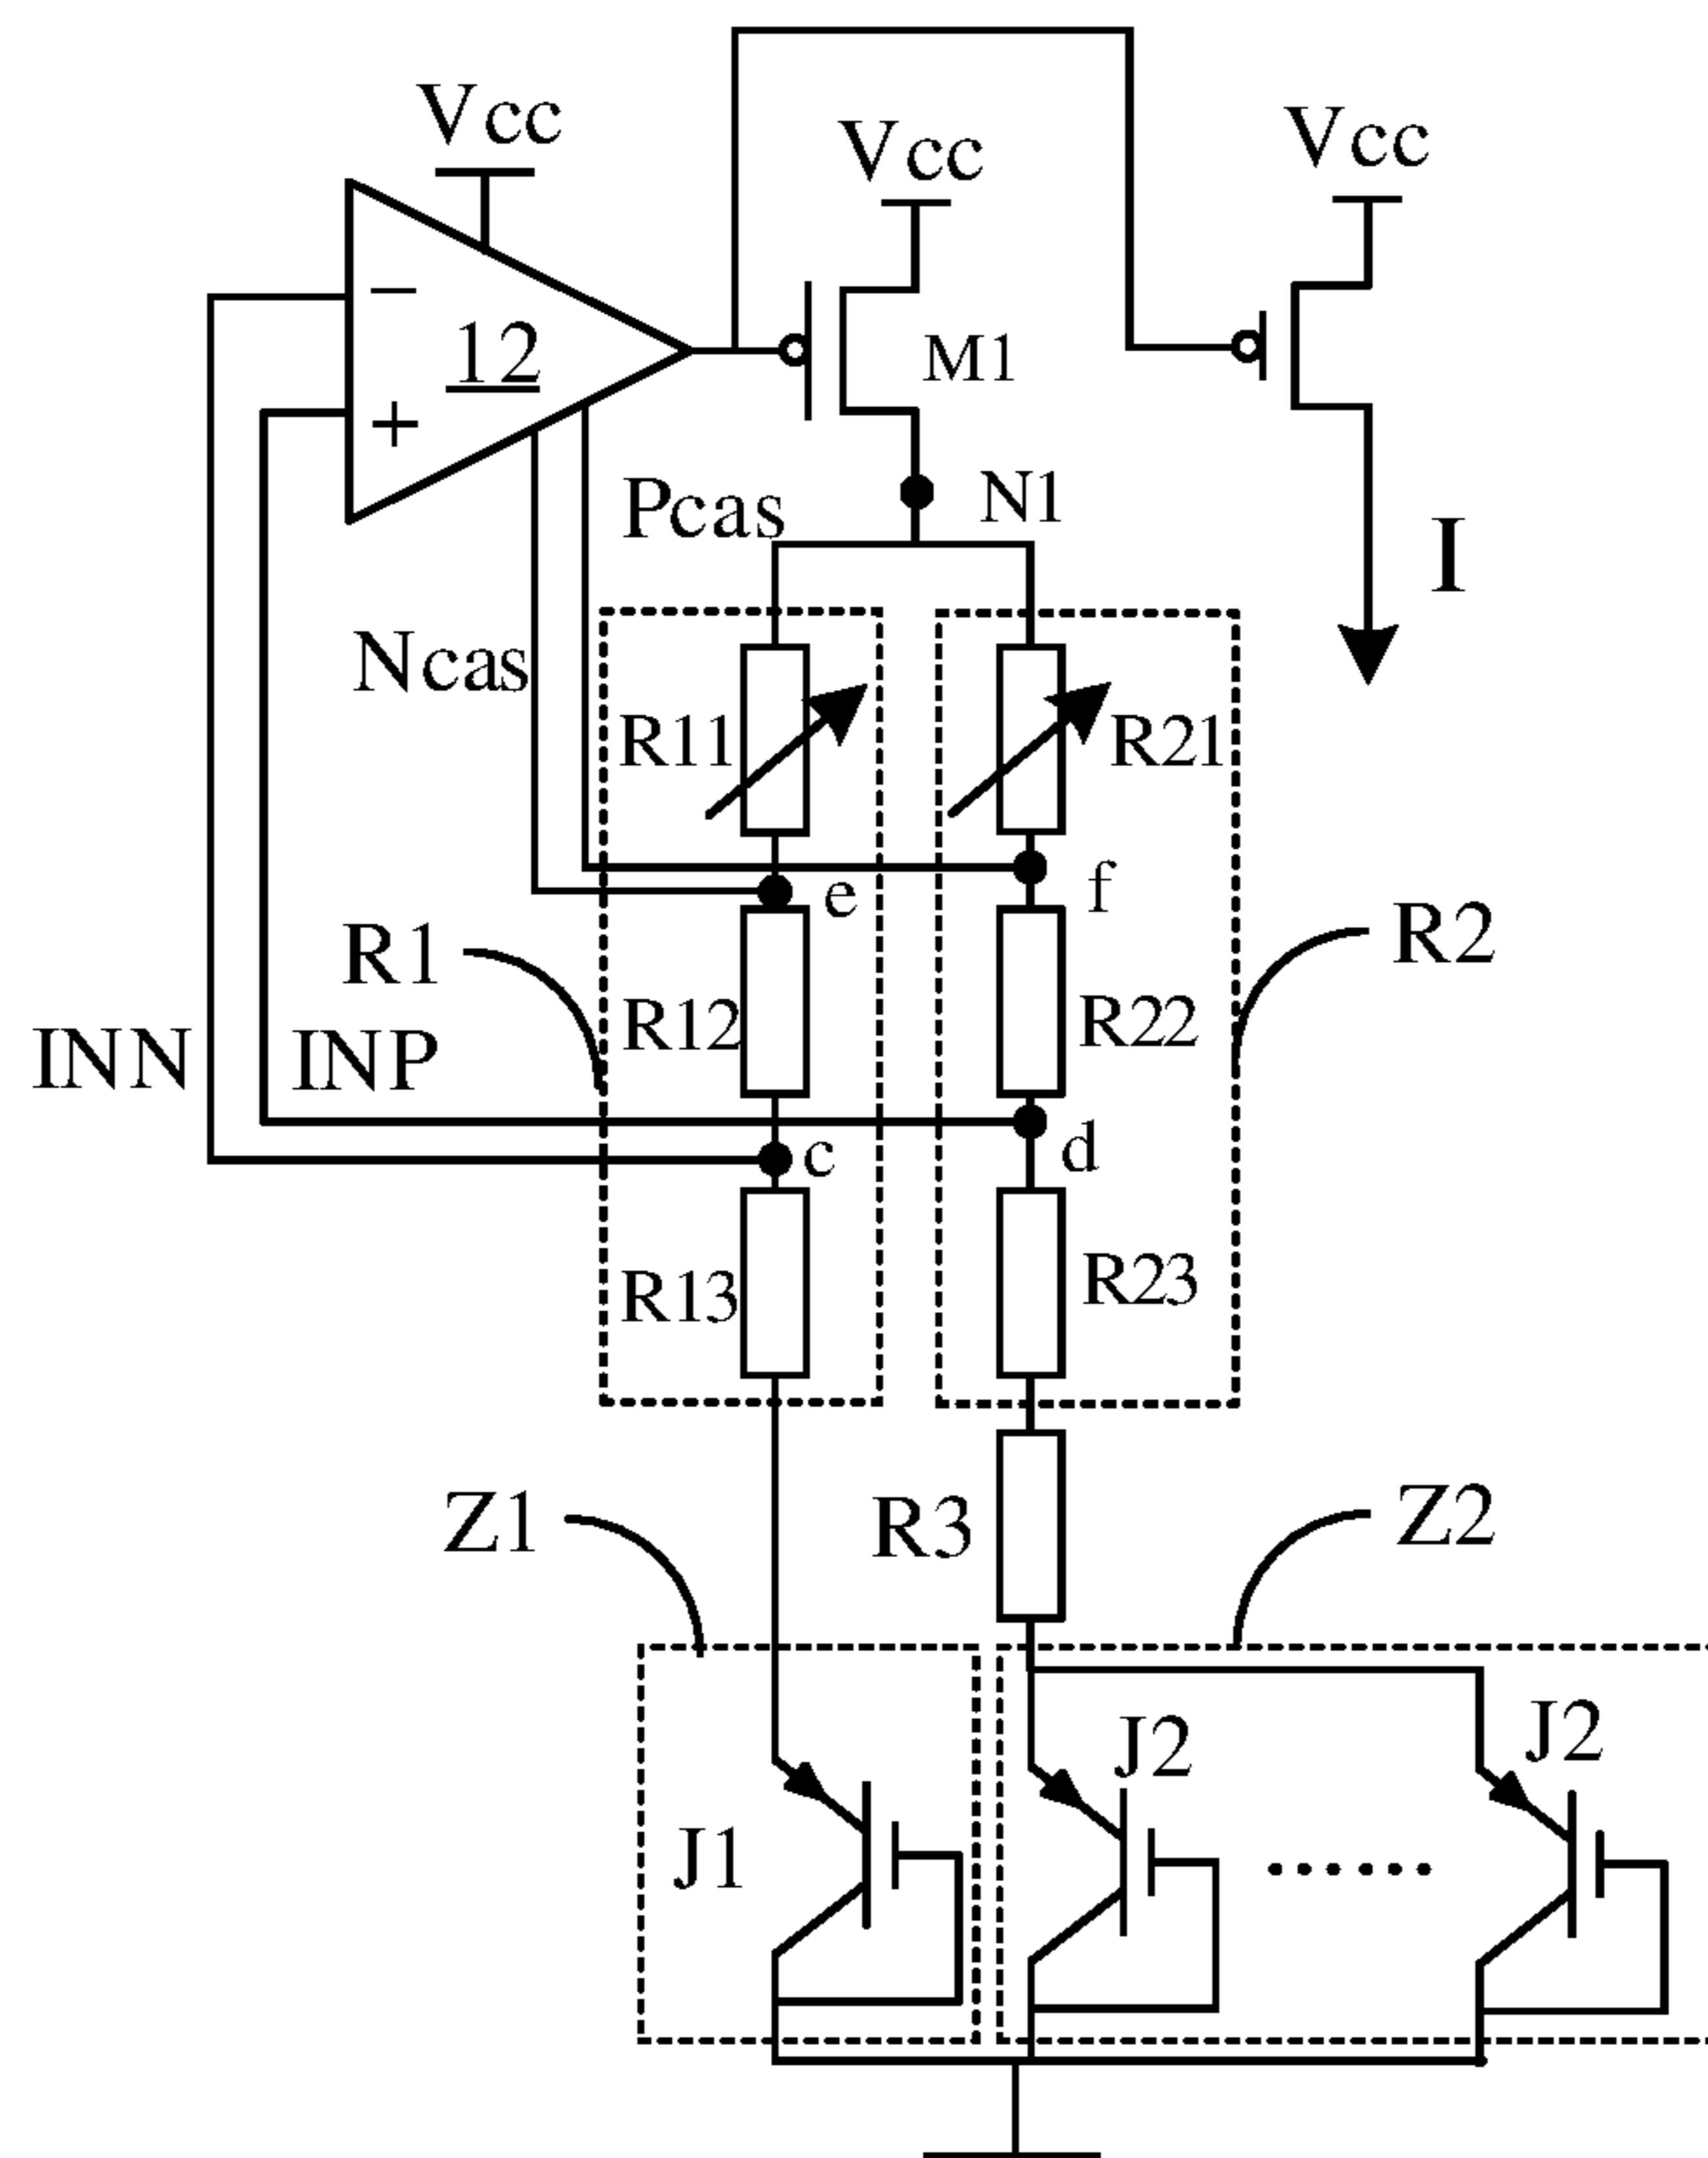 Vcc
Vcc
Vcc
−
12
+
M1
N1
Pcas
I
Ncas
R11
R21
e
f
R1
R2
R12
R22
INN
INP
c
d
R13
R23
Z1
R3
Z2
J1
J2
J2
......